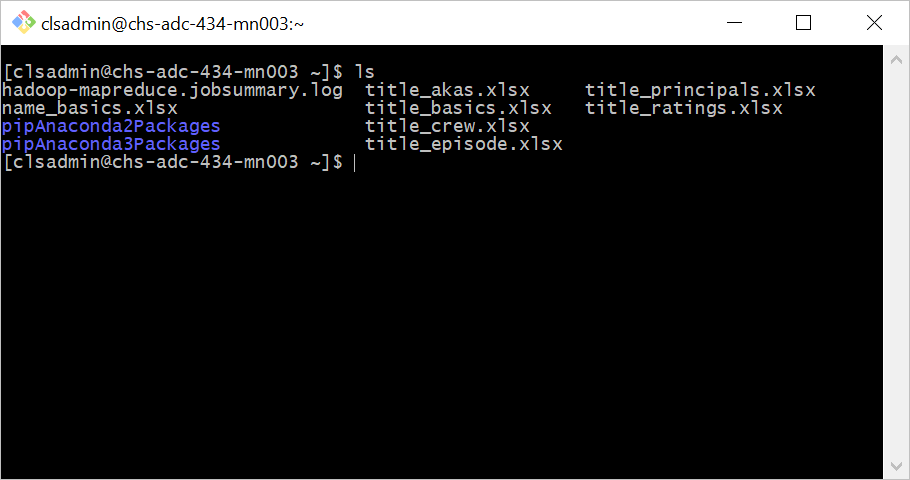 clsadmin@chs-adc-434-mn003:~
[clsadmin@chs-adc-434-mn003 ~]$ ls
hadoop-mapreduce.jobsummary.log  title_akas.xlsx     title_principals.xlsx
name_basics.xlsx                 title_basics.xlsx   title_ratings.xlsx
pipAnaconda2Packages             title_crew.xlsx
pipAnaconda3Packages             title_episode.xlsx
[clsadmin@chs-adc-434-mn003 ~]$